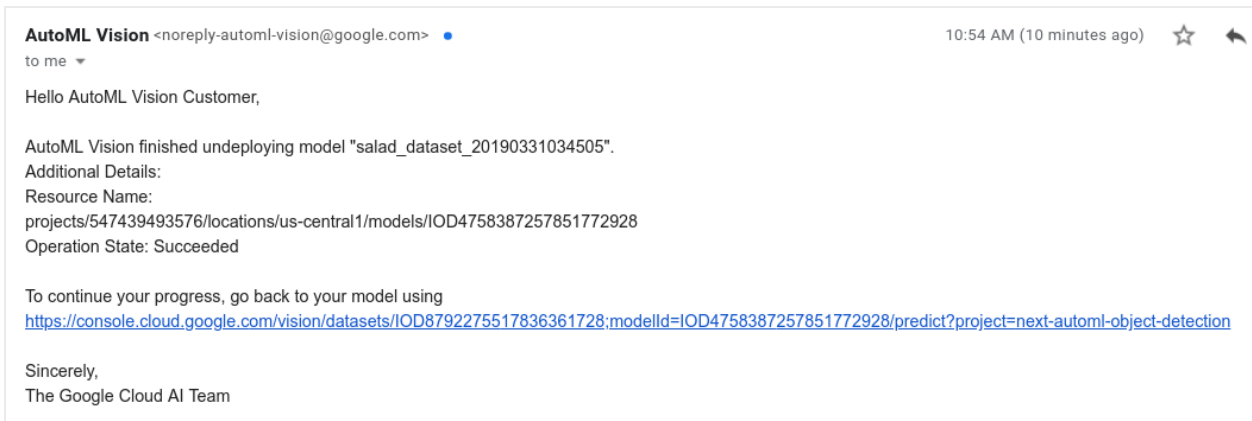 AutoML Vision <noreply-automl-vision@google.com>
10:54 AM (10 minutes ago)
to me
Hello AutoML Vision Customer,
AutoML Vision finished undeploying model "salad_dataset_20190331034505".
Additional Details:
Resource Name:
projects/547439493576/locations/us-central1/models/IOD4758387257851772928
Operation State: Succeeded
To continue your progress, go back to your model using
https://console.cloud.google.com/vision/datasets/IOD8792275517836361728;modelId=IOD4758387257851772928/predict?project=next-automl-object-detection
Sincerely,
The Google Cloud AI Team